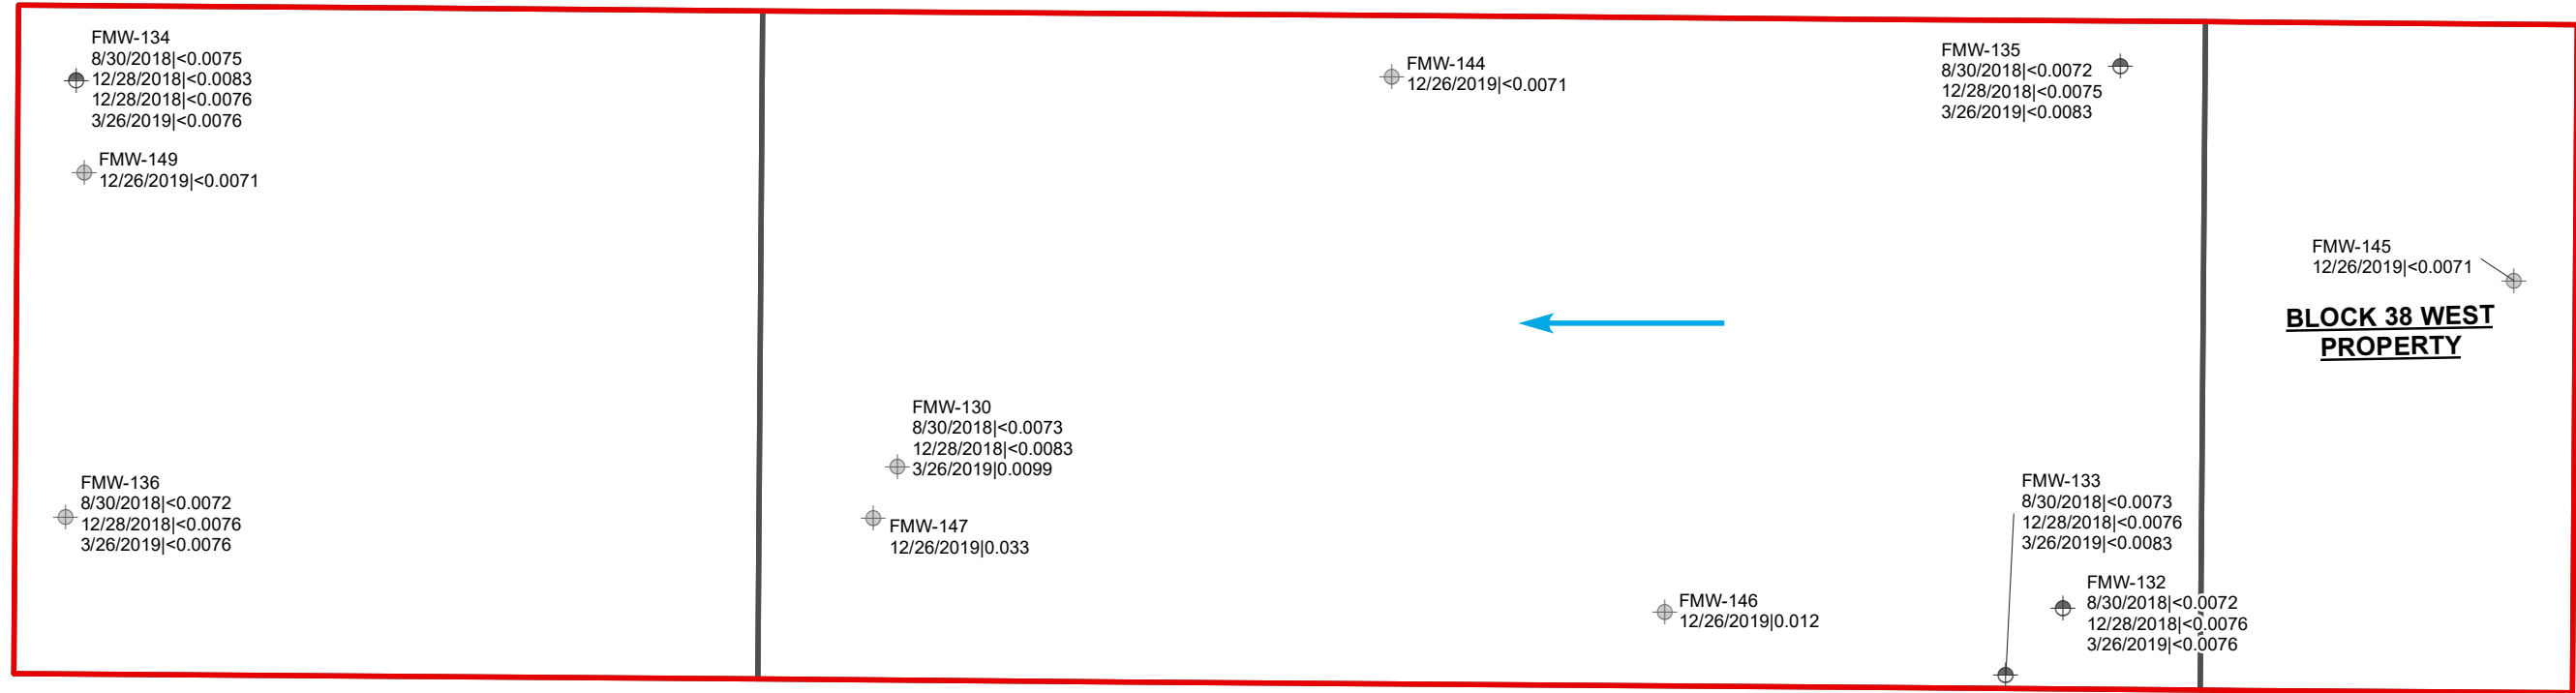 FMW-134
8/30/2018|<0.0075
12/28/2018|<0.0083
12/28/2018|<0.0076
3/26/2019|<0.0076
FMW-149
12/26/2019|<0.0071
FMW-144
12/26/2019|<0.0071
FMW-135
8/30/2018|<0.0072
12/28/2018|<0.0075
3/26/2019|<0.0083
FMW-145
12/26/2019|<0.0071
BLOCK 38 WEST
PROPERTY
FMW-130
8/30/2018|<0.0073
12/28/2018|<0.0083
3/26/2019|0.0099
FMW-136
8/30/2018|<0.0072
12/28/2018|<0.0076
3/26/2019|<0.0076
FMW-147
12/26/2019|0.033
FMW-133
8/30/2018|<0.0073
12/28/2018|<0.0076
3/26/2019|<0.0083
FMW-146
12/26/2019|0.012
FMW-132
8/30/2018|<0.0072
12/28/2018|<0.0076
3/26/2019|<0.0076